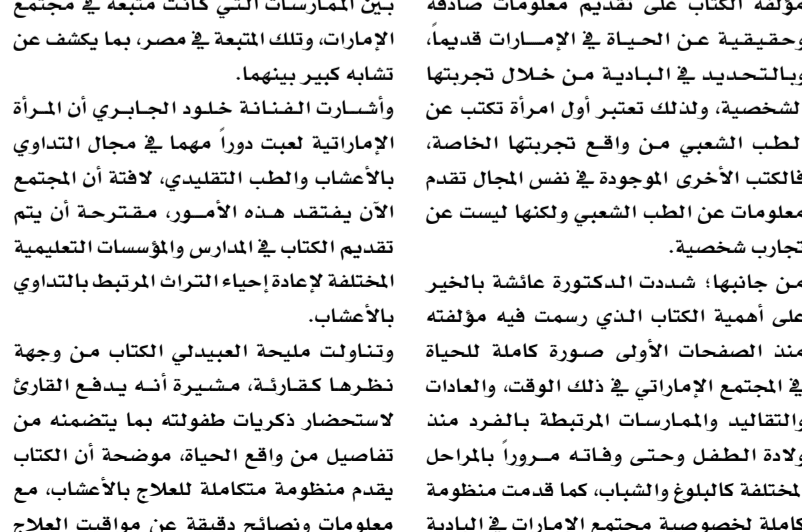 مؤلفة الكتاب على تقديم معلومات صادقة
وحقيقية عن الحياة في الإمارات قديماً،
وبالتحديد في البادية من خلال تجربتها
الشخصية، ولذلك تعتبر أول امرأة تكتب عن
الطب الشعبي من واقع تجربتها الخاصة،
فالكتب الأخرى الموجودة في نفس المجال تقدم
معلومات عن الطب الشعبي ولكنها ليست عن
تجارب شخصية.
من جانبها؛ شددت الدكتورة عائشة بالخير
على أهمية الكتاب الذي رسمت فيه مؤلفته
منذ الصفحات الأولى صورة كاملة للحياة
في المجتمع الإماراتي في ذلك الوقت، والعادات
والتقاليد والممارسات المرتبطة بالفرد منذ
ولادة الطفل وحتى وفاته مروراً بالمراحل
المختلفة كالبلوغ والشباب، كما قدمت منظومة
كاملة لخصوصية مجتمع الإمارات في البادية
بين الممارسات التي كانت متبعة في مجتمع
الإمارات، وتلك المتبعة في مصر، بما يكشف عن
تشابه كبير بينهما.
وأشارت الفنانة خلود الجابري أن المرأة
الإماراتية لعبت دوراً مهما في مجال التداوي
بالأعشاب والطب التقليدي، لافتة أن المجتمع
الآن يفتقد هذه الأمور، مقترحة أن يتم
تقديم الكتاب في المدارس والمؤسسات التعليمية
المختلفة لإعادة إحياء التراث المرتبط بالتداوي
بالأعشاب.
وتناولت مليحة العبيدلي الكتاب من وجهة
نظرها كقارئة، مشيرة أنه يدفع القارئ
لاستحضار ذكريات طفولته بما يتضمنه من
تفاصيل من واقع الحياة، موضحة أن الكتاب
يقدم منظومة متكاملة للعلاج بالأعشاب، مع
معلومات ونصائح دقيقة عن مواقيت العلاج